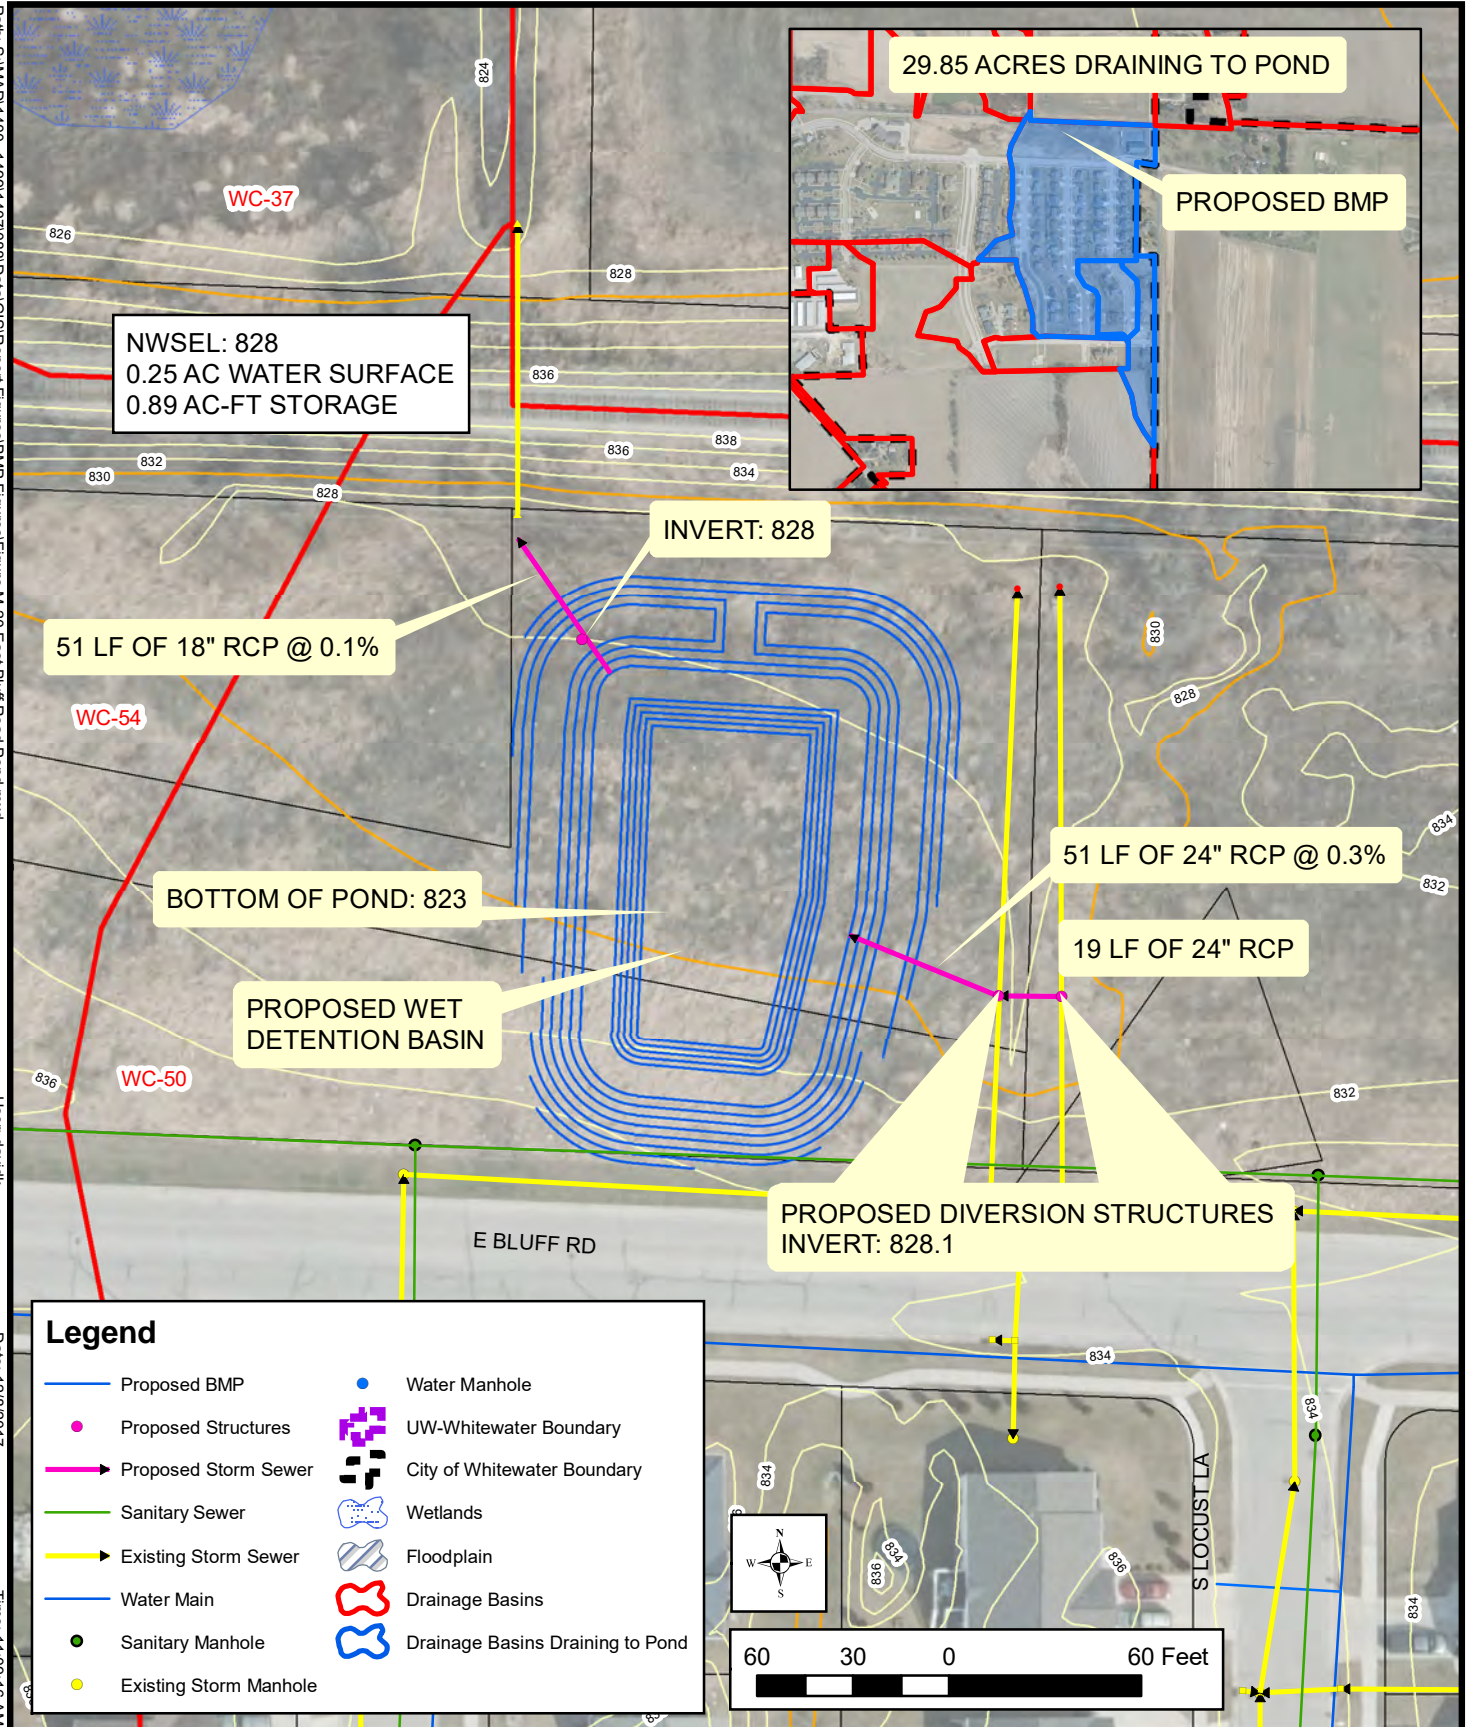 29.85 ACRES DRAINING TO POND
PROPOSED BMP
824
WC-37
826
828
NWSEL: 828
0.25 AC WATER SURFACE
0.89 AC-FT STORAGE
836
838
836
834
832
830
828
INVERT: 828
51 LF OF 18" RCP @ 0.1%
830
828
WC-54
834
51 LF OF 24" RCP @ 0.3%
832
BOTTOM OF POND: 823
19 LF OF 24" RCP
PROPOSED WET
DETENTION BASIN
836
WC-50
832
PROPOSED DIVERSION STRUCTURES
INVERT: 828.1
E BLUFF RD
834
834
S LOCUST LA
834
834
836
836
834
Legend
Proposed BMP
Proposed Structures
Proposed Storm Sewer
Sanitary Sewer
Existing Storm Sewer
Water Main
Sanitary Manhole
Existing Storm Manhole
Water Manhole
UW-Whitewater Boundary
City of Whitewater Boundary
Wetlands
Floodplain
Drainage Basins
Drainage Basins Draining to Pond
N
W E
S
60 30 0 60 Feet